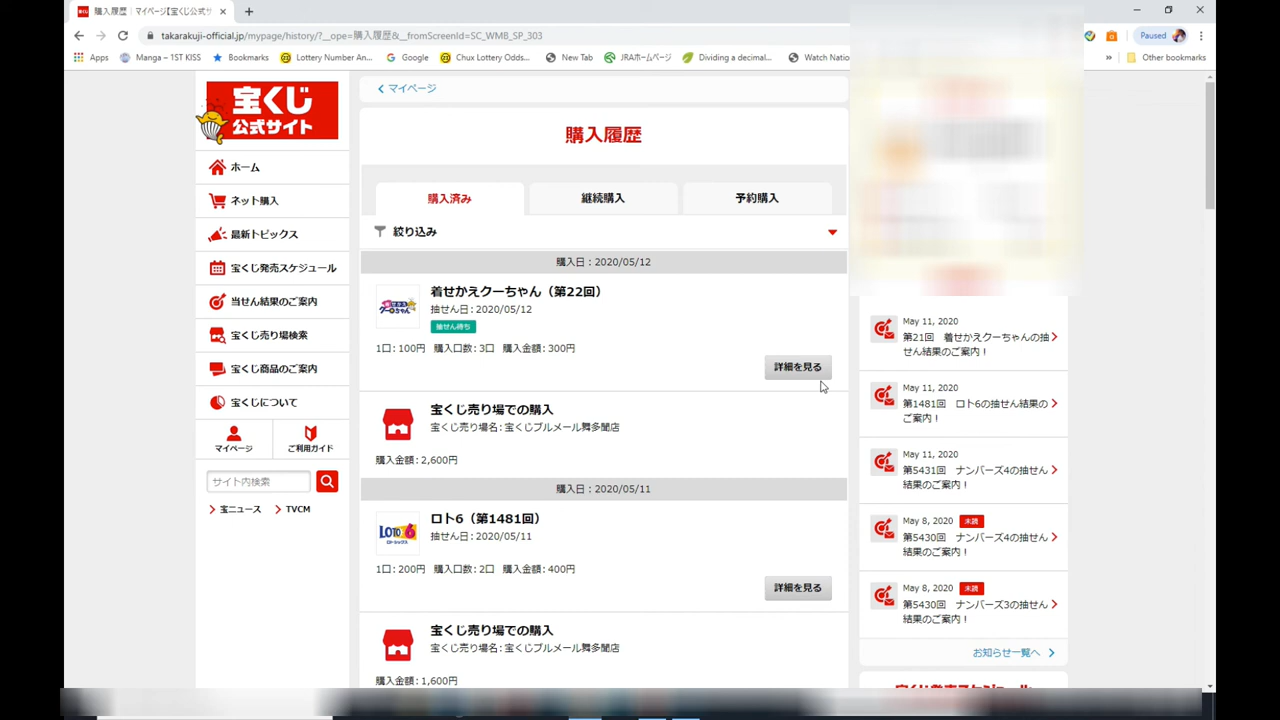 購入履歴 | マイページ【宝くじ公式サ
takarakuji-official.jp/mypage/history/?__ope=購入履歴&__fromScreenId=SC_WMB_SP_303
Paused
Apps
Manga – 1ST KISS
Bookmarks
Lottery Number An...
Google
Chux Lottery Odds...
New Tab
JRAホームページ
Dividing a decimal...
Watch Natio
»
Other bookmarks
宝くじ
公式サイト
ホーム
ネット購入
最新トピックス
宝くじ発売スケジュール
当せん結果のご案内
宝くじ売り場検索
宝くじ商品のご案内
宝くじについて
マイページ
ご利用ガイド
サイト内検索
宝ニュース
TVCM
マイページ
購入履歴
購入済み
継続購入
予約購入
絞り込み
購入日：2020/05/12
着せかえクーちゃん（第22回）
抽せん日：2020/05/12
抽せん待ち
1口：100円 購入口数：3口 購入金額：300円
詳細を見る
宝くじ売り場での購入
宝くじ売り場名：宝くじブルメール舞多聞店
購入金額：2,600円
購入日：2020/05/11
LOTO 6
ロト6（第1481回）
抽せん日：2020/05/11
1口：200円 購入口数：2口 購入金額：400円
詳細を見る
宝くじ売り場での購入
宝くじ売り場名：宝くじブルメール舞多聞店
購入金額：1,600円
May 11, 2020
第21回　着せかえクーちゃんの抽
せん結果のご案内！
May 11, 2020
第1481回　ロト6の抽せん結果の
ご案内！
May 11, 2020
第5431回　ナンバーズ4の抽せん
結果のご案内！
May 8, 2020 未読
第5430回　ナンバーズ4の抽せん
結果のご案内！
May 8, 2020 未読
第5430回　ナンバーズ3の抽せん
結果のご案内！
お知らせ一覧へ